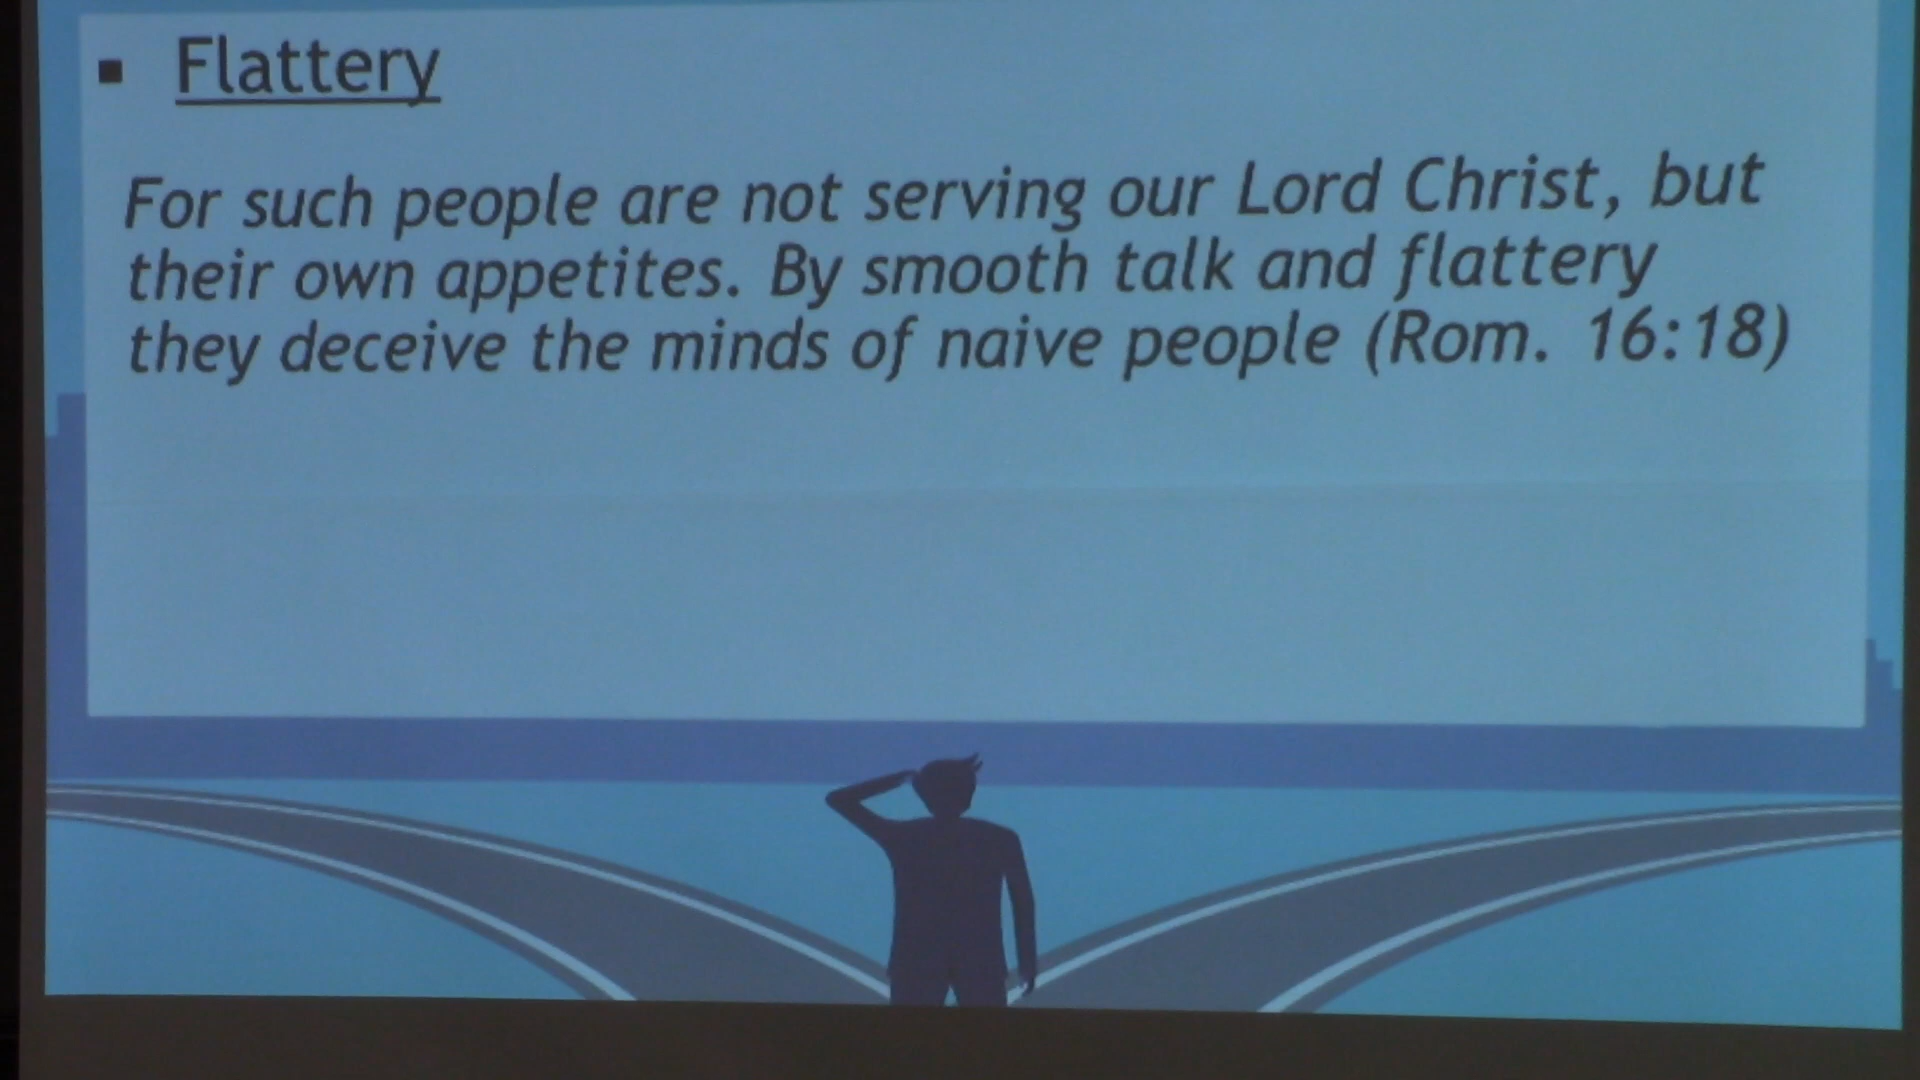 ▪ Flattery
For such people are not serving our Lord Christ, but
their own appetites. By smooth talk and flattery
they deceive the minds of naive people (Rom. 16:18)